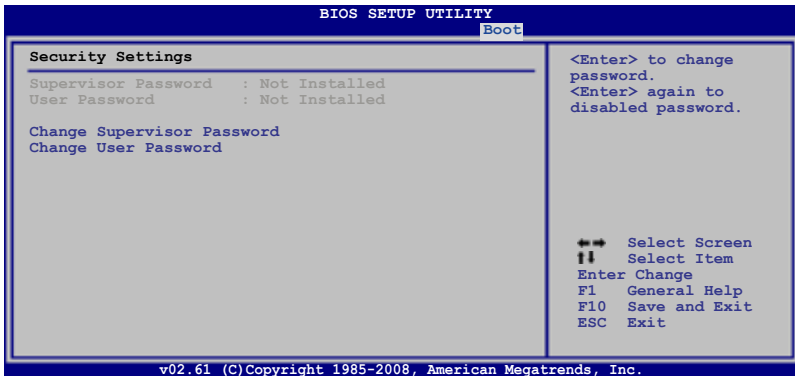 BIOS SETUP UTILITY
Boot
Security Settings
Supervisor Password : Not Installed
User Password : Not Installed
Change Supervisor Password
Change User Password
<Enter> to change
password.
<Enter> again to
disabled password.
←→ Select Screen
↑↓ Select Item
Enter Change
F1 General Help
F10 Save and Exit
ESC Exit
v02.61 (C)Copyright 1985-2008, American Megatrends, Inc.